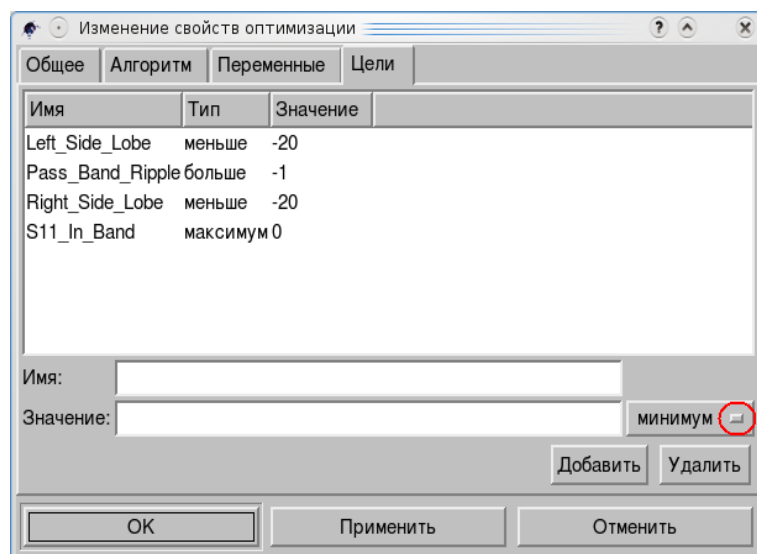 Изменение свойств оптимизации
Общее Алгоритм Переменные Цели
Имя Тип Значение
Left_Side_Lobe меньше -20
Pass_Band_Ripple больше -1
Right_Side_Lobe меньше -20
S11_In_Band максимум 0
Имя:
Значение: минимум
Добавить Удалить
OK Применить Отменить